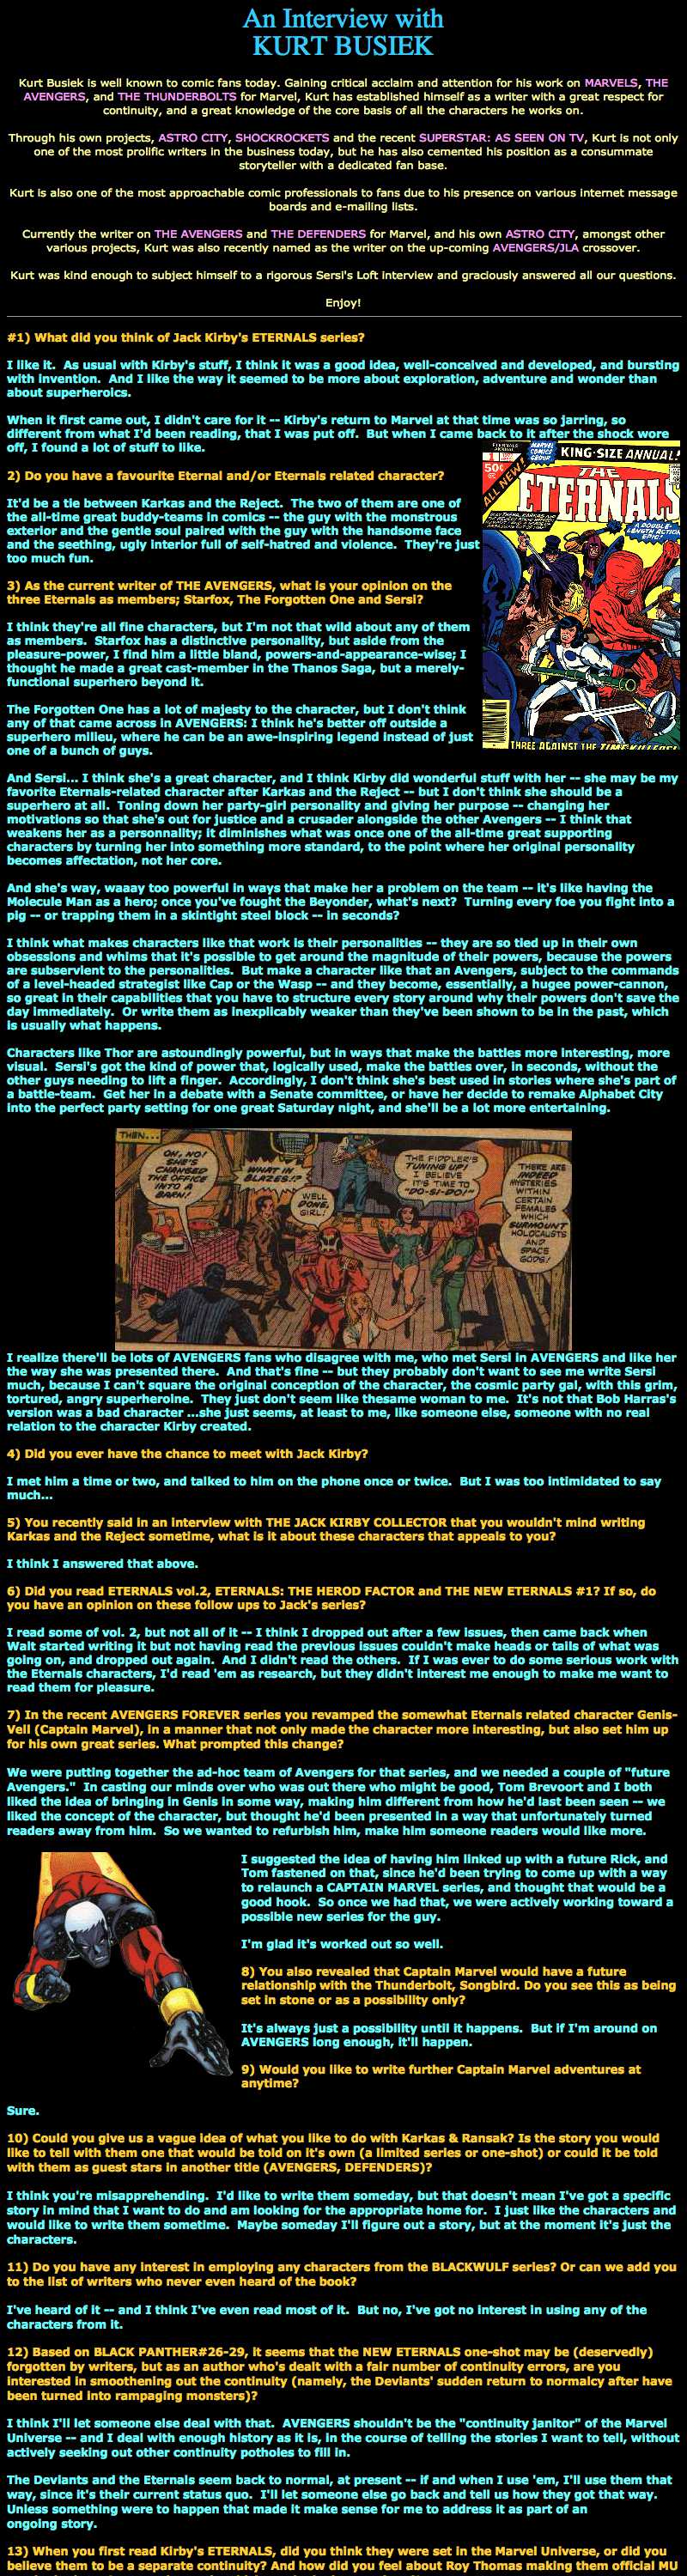 An Interview with
KURT BUSIEK
Kurt Busiek is well known to comic fans today. Gaining critical acclaim and attention for his work on MARVELS, THE
AVENGERS, and THE THUNDERBOLTS for Marvel, Kurt has established himself as a writer with a great respect for
continuity, and a great knowledge of the core basis of all the characters he works on.
Through his own projects, ASTRO CITY, SHOCKROCKETS and the recent SUPERSTAR: AS SEEN ON TV, Kurt is not only
one of the most prolific writers in the business today, but he has also cemented his position as a consummate
storyteller with a dedicated fan base.
Kurt is also one of the most approachable comic professionals to fans due to his presence on various internet message
boards and e-mailing lists.
Currently the writer on THE AVENGERS and THE DEFENDERS for Marvel, and his own ASTRO CITY, amongst other
various projects, Kurt was also recently named as the writer on the up-coming AVENGERS/JLA crossover.
Kurt was kind enough to subject himself to a rigorous Sersi's Loft interview and graciously answered all our questions.
Enjoy!
#1) What did you think of Jack Kirby's ETERNALS series?
I like it.  As usual with Kirby's stuff, I think it was a good idea, well-conceived and developed, and bursting
with invention.  And I like the way it seemed to be more about exploration, adventure and wonder than
about superheroics.
When it first came out, I didn't care for it -- Kirby's return to Marvel at that time was so jarring, so
different from what I'd been reading, that I was put off.  But when I came back to it after the shock wore
off, I found a lot of stuff to like.
MARVEL COMICS GROUP
KING-SIZE ANNUAL!
1
50¢
ALL NEW!
THE
ETERNALS
A DOUBLE-
LENGTH ACTION
EPIC!
THREE AGAINST THE TIME-KILLERS!
2) Do you have a favourite Eternal and/or Eternals related character?
It'd be a tie between Karkas and the Reject.  The two of them are one of
the all-time great buddy-teams in comics -- the guy with the monstrous
exterior and the gentle soul paired with the guy with the handsome face
and the seething, ugly interior full of self-hatred and violence.  They're just
too much fun.
3) As the current writer of THE AVENGERS, what is your opinion on the
three Eternals as members; Starfox, The Forgotten One and Sersi?
I think they're all fine characters, but I'm not that wild about any of them
as members.  Starfox has a distinctive personality, but aside from the
pleasure-power, I find him a little bland, powers-and-appearance-wise; I
thought he made a great cast-member in the Thanos Saga, but a merely-
functional superhero beyond it.
The Forgotten One has a lot of majesty to the character, but I don't think
any of that came across in AVENGERS: I think he's better off outside a
superhero milieu, where he can be an awe-inspiring legend instead of just
one of a bunch of guys.
And Sersi... I think she's a great character, and I think Kirby did wonderful stuff with her -- she may be my
favorite Eternals-related character after Karkas and the Reject -- but I don't think she should be a
superhero at all.  Toning down her party-girl personality and giving her purpose -- changing her
motivations so that she's out for justice and a crusader alongside the other Avengers -- I think that
weakens her as a personnality; it diminishes what was once one of the all-time great supporting
characters by turning her into something more standard, to the point where her original personality
becomes affectation, not her core.
And she's way, waaay too powerful in ways that make her a problem on the team -- it's like having the
Molecule Man as a hero; once you've fought the Beyonder, what's next?  Turning every foe you fight into a
pig -- or trapping them in a skintight steel block -- in seconds?
I think what makes characters like that work is their personalities -- they are so tied up in their own
obsessions and whims that it's possible to get around the magnitude of their powers, because the powers
are subservient to the personalities.  But make a character like that an Avengers, subject to the commands
of a level-headed strategist like Cap or the Wasp -- and they become, essentially, a hugee power-cannon,
so great in their capabilities that you have to structure every story around why their powers don't save the
day immediately.  Or write them as inexplicably weaker than they've been shown to be in the past, which
is usually what happens.
Characters like Thor are astoundingly powerful, but in ways that make the battles more interesting, more
visual.  Sersi's got the kind of power that, logically used, make the battles over, in seconds, without the
other guys needing to lift a finger.  Accordingly, I don't think she's best used in stories where she's part of
a battle-team.  Get her in a debate with a Senate committee, or have her decide to remake Alphabet City
into the perfect party setting for one great Saturday night, and she'll be a lot more entertaining.
THEN...
OH, NO!
SHE'S
CHANGED
THE OFFICE
INTO A
BARN!
WHAT IN
BLAZES!?
WELL
DONE,
GIRL!
THE FIDDLER'S
TUNING UP!
I BELIEVE
IT'S TIME TO
"DO-SI-DO!"
THERE ARE
INDEED
MYSTERIES
WITHIN
CERTAIN
FEMALES
WHICH
SURMOUNT
HOLOCAUSTS
AND
SPACE
GODS!
I realize there'll be lots of AVENGERS fans who disagree with me, who met Sersi in AVENGERS and like her
the way she was presented there.  And that's fine -- but they probably don't want to see me write Sersi
much, because I can't square the original conception of the character, the cosmic party gal, with this grim,
tortured, angry superheroine.  They just don't seem like thesame woman to me.  It's not that Bob Harras's
version was a bad character ...she just seems, at least to me, like someone else, someone with no real
relation to the character Kirby created.
4) Did you ever have the chance to meet with Jack Kirby?
I met him a time or two, and talked to him on the phone once or twice.  But I was too intimidated to say
much...
5) You recently said in an interview with THE JACK KIRBY COLLECTOR that you wouldn't mind writing
Karkas and the Reject sometime, what is it about these characters that appeals to you?
I think I answered that above.
6) Did you read ETERNALS vol.2, ETERNALS: THE HEROD FACTOR and THE NEW ETERNALS #1? If so, do
you have an opinion on these follow ups to Jack's series?
I read some of vol. 2, but not all of it -- I think I dropped out after a few issues, then came back when
Walt started writing it but not having read the previous issues couldn't make heads or tails of what was
going on, and dropped out again.  And I didn't read the others.  If I was ever to do some serious work with
the Eternals characters, I'd read 'em as research, but they didn't interest me enough to make me want to
read them for pleasure.
7) In the recent AVENGERS FOREVER series you revamped the somewhat Eternals related character Genis-
Vell (Captain Marvel), in a manner that not only made the character more interesting, but also set him up
for his own great series. What prompted this change?
We were putting together the ad-hoc team of Avengers for that series, and we needed a couple of "future
Avengers."  In casting our minds over who was out there who might be good, Tom Brevoort and I both
liked the idea of bringing in Genis in some way, making him different from how he'd last been seen -- we
liked the concept of the character, but thought he'd been presented in a way that unfortunately turned
readers away from him.  So we wanted to refurbish him, make him someone readers would like more.
I suggested the idea of having him linked up with a future Rick, and
Tom fastened on that, since he'd been trying to come up with a way
to relaunch a CAPTAIN MARVEL series, and thought that would be a
good hook.  So once we had that, we were actively working toward a
possible new series for the guy.
I'm glad it's worked out so well.
8) You also revealed that Captain Marvel would have a future
relationship with the Thunderbolt, Songbird. Do you see this as being
set in stone or as a possibility only?
It's always just a possibility until it happens.  But if I'm around on
AVENGERS long enough, it'll happen.
9) Would you like to write further Captain Marvel adventures at
anytime?
Sure.
10) Could you give us a vague idea of what you like to do with Karkas & Ransak? Is the story you would
like to tell with them one that would be told on it's own (a limited series or one-shot) or could it be told
with them as guest stars in another title (AVENGERS, DEFENDERS)?
I think you're misapprehending.  I'd like to write them someday, but that doesn't mean I've got a specific
story in mind that I want to do and am looking for the appropriate home for.  I just like the characters and
would like to write them sometime.  Maybe someday I'll figure out a story, but at the moment it's just the
characters.
11) Do you have any interest in employing any characters from the BLACKWULF series? Or can we add you
to the list of writers who never even heard of the book?
I've heard of it -- and I think I've even read most of it.  But no, I've got no interest in using any of the
characters from it.
12) Based on BLACK PANTHER#26-29, it seems that the NEW ETERNALS one-shot may be (deservedly)
forgotten by writers, but as an author who's dealt with a fair number of continuity errors, are you
interested in smoothening out the continuity (namely, the Deviants' sudden return to normalcy after have
been turned into rampaging monsters)?
I think I'll let someone else deal with that.  AVENGERS shouldn't be the "continuity janitor" of the Marvel
Universe -- and I deal with enough history as it is, in the course of telling the stories I want to tell, without
actively seeking out other continuity potholes to fill in.
The Deviants and the Eternals seem back to normal, at present -- if and when I use 'em, I'll use them that
way, since it's their current status quo.  I'll let someone else go back and tell us how they got that way.
Unless something were to happen that made it make sense for me to address it as part of an
ongoing story.
13) When you first read Kirby's ETERNALS, did you think they were set in the Marvel Universe, or did you
believe them to be a separate continuity? And how did you feel about Roy Thomas making them official MU